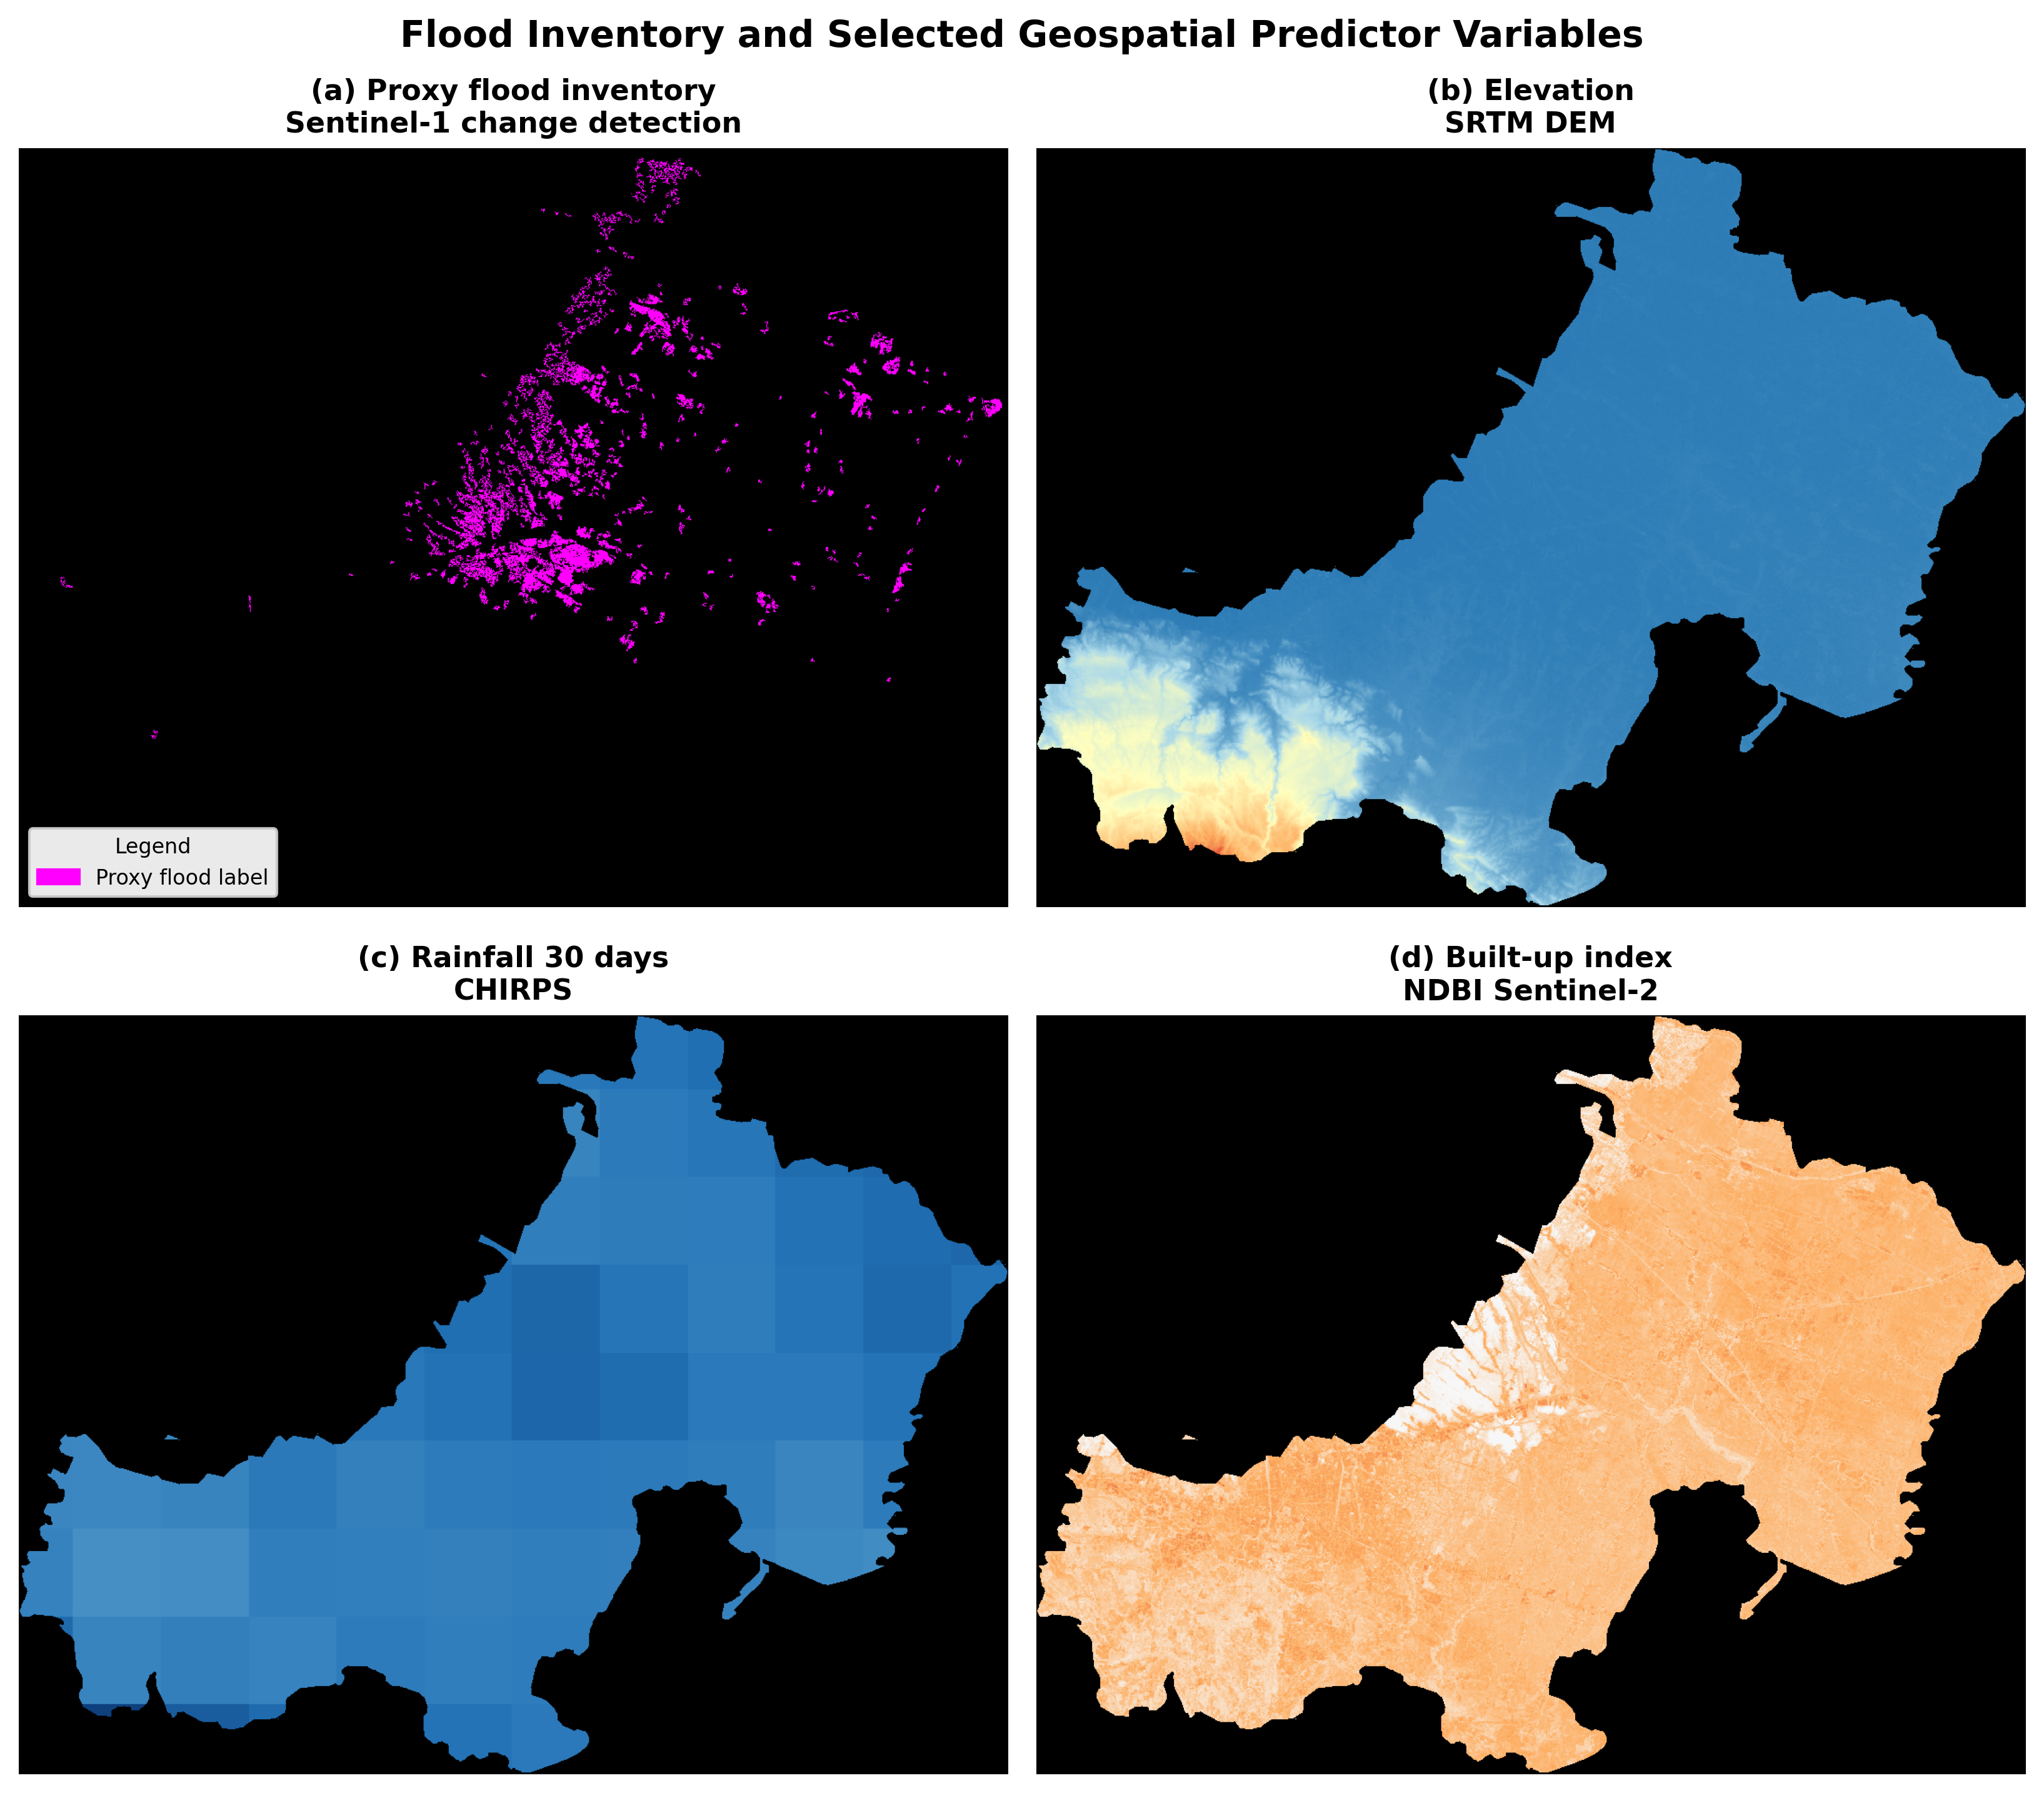 Flood Inventory and Selected Geospatial Predictor Variables
(a) Proxy flood inventory
Sentinel-1 change detection
(b) Elevation
SRTM DEM
Legend
Proxy flood label
(c) Rainfall 30 days
CHIRPS
(d) Built-up index
NDBI Sentinel-2